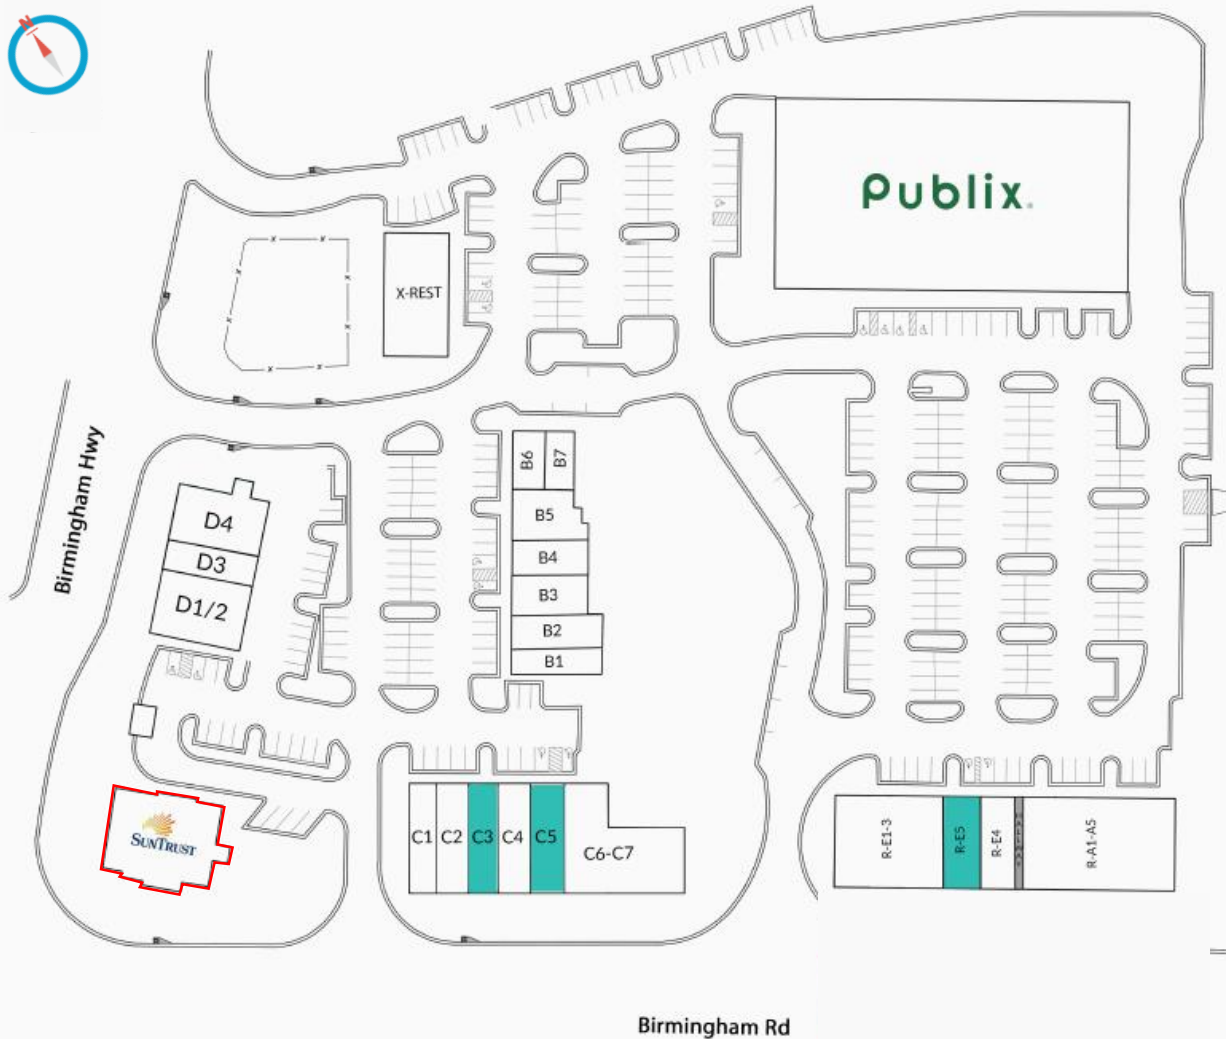 N
Publix.
X-REST
Birmingham Hwy
B6
B7
B5
B4
B3
B2
B1
D4
D3
D1/2
SUNTRUST
C1
C2
C3
C4
C5
C6-C7
R-E1-3
R-E5
R-E4
HALLWAY
R-A1-A5
Birmingham Rd